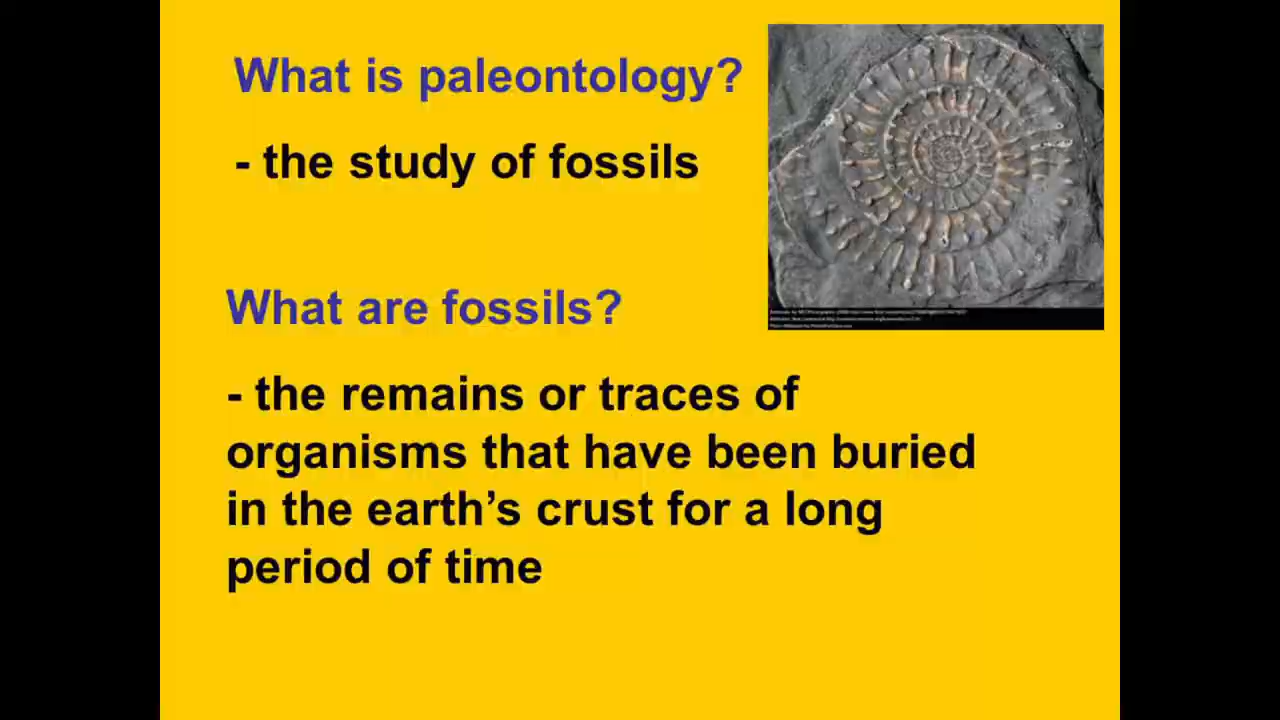 What is paleontology?
- the study of fossils
What are fossils?
- the remains or traces of
organisms that have been buried
in the earth’s crust for a long
period of time